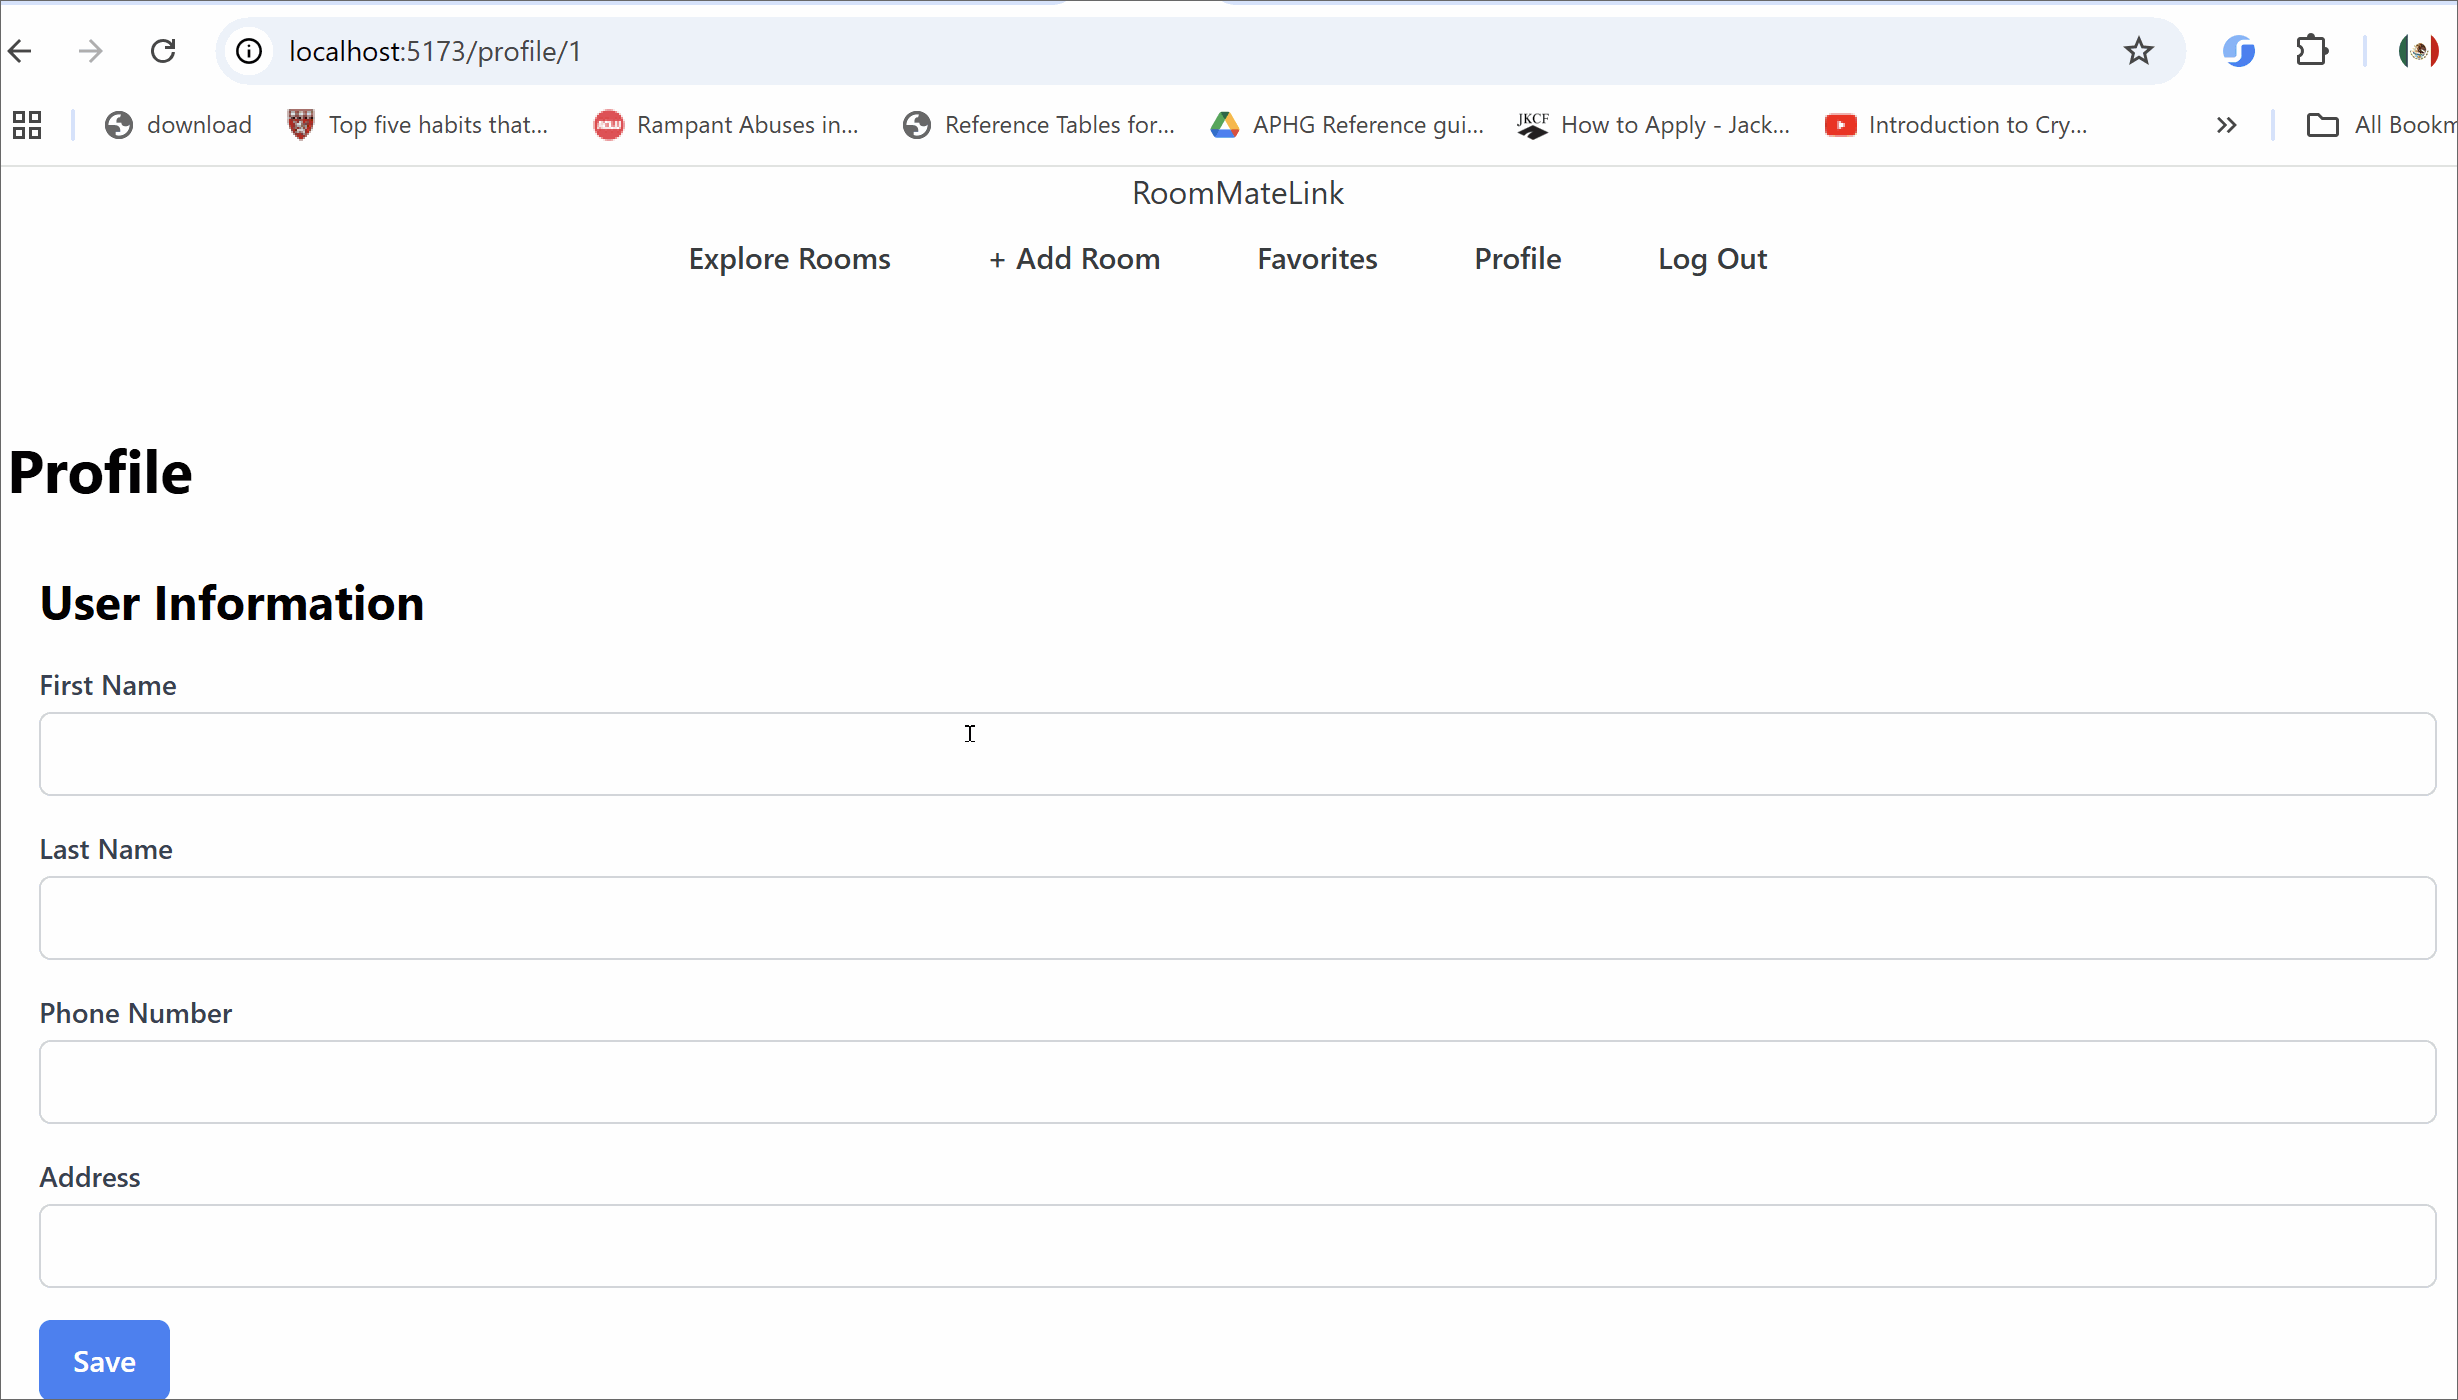 localhost:5173/profile/1
download Top five habits that... Rampant Abuses in... Reference Tables for... APHG Reference gui... JKCF How to Apply - Jack... Introduction to Cry... All Bookm
RoomMateLink
Explore Rooms + Add Room Favorites Profile Log Out
Profile
User Information
First Name
Last Name
Phone Number
Address
Save